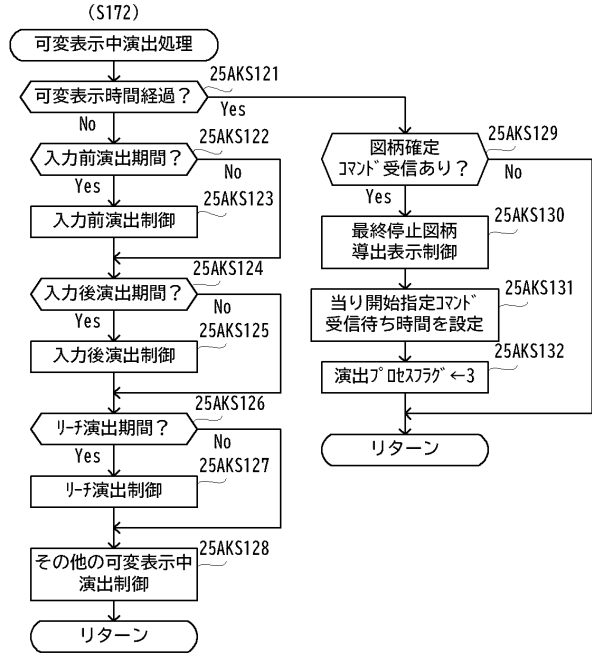 (S172)
可変表示中演出処理
25AKS121
可変表示時間経過?
Yes
No
25AKS122
入力前演出期間?
No
Yes
25AKS123
入力前演出制御
25AKS124
入力後演出期間?
No
Yes
25AKS125
入力後演出制御
25AKS126
リーチ演出期間?
No
Yes
25AKS127
リーチ演出制御
25AKS128
その他の可変表示中
演出制御
リターン
25AKS129
図柄確定
コマンド受信あり?
No
Yes
25AKS130
最終停止図柄
導出表示制御
25AKS131
当り開始指定コマンド
受信待ち時間を設定
25AKS132
演出プロセスフラグ←3
リターン